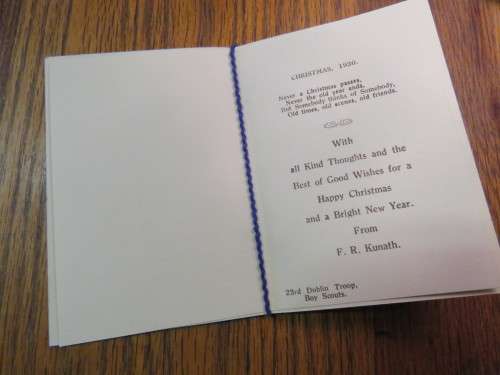 CHRISTMAS, 1930.
Never a Christmas passes,
Never the old year ends,
But Somebody thinks of Somebody,
Old times, old scenes, old friends.
With
all Kind Thoughts and the
Best of Good Wishes for a
Happy Christmas
and a Bright New Year.
From
F. R. Kunath.
23rd Dublin Troop,
Boy Scouts.